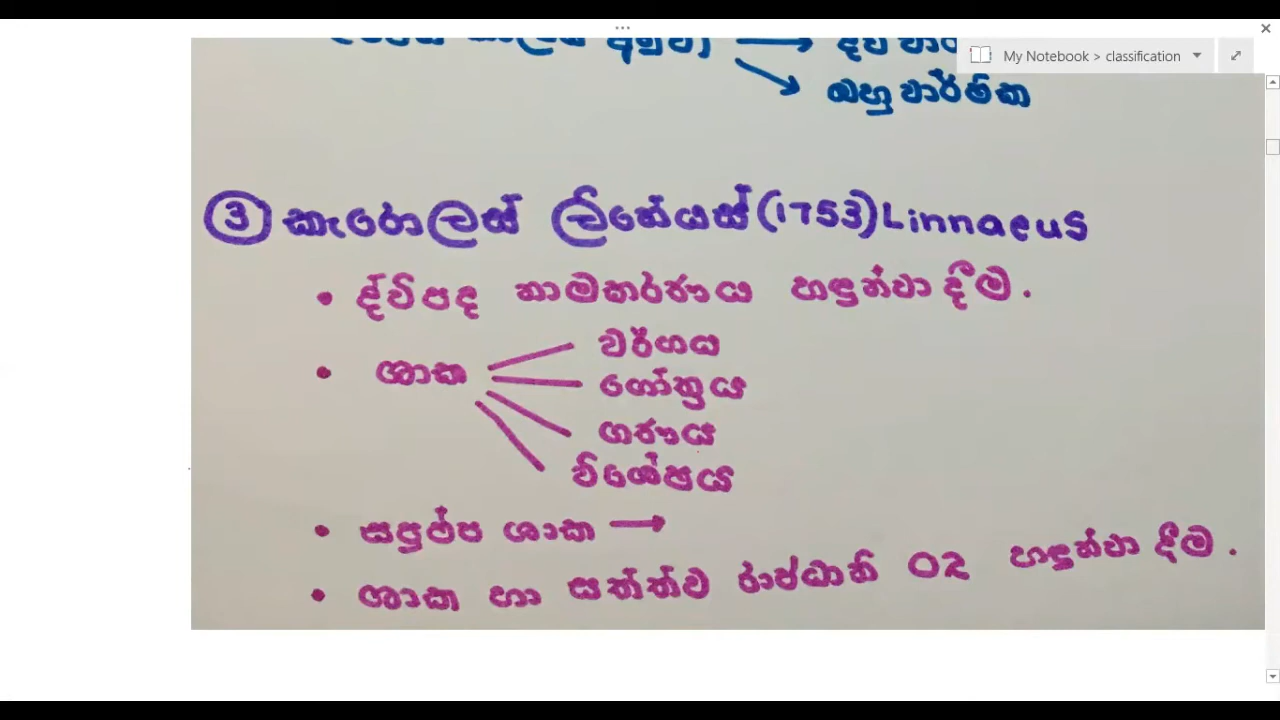 My Notebook > classification
බහු වාර්ෂික
③ කැරොලස් ලිනේයස් (1753) Linnaeus
• ද්විපද නාමකරණය හඳුන්වා දීම.
• ශාක
වර්ගය
ගෝත්‍රය
ගණය
විශේෂය
• සපුෂ්ප ශාක →
• ශාක හා සත්ත්ව රාජධානි 02 හඳුන්වා දීම.